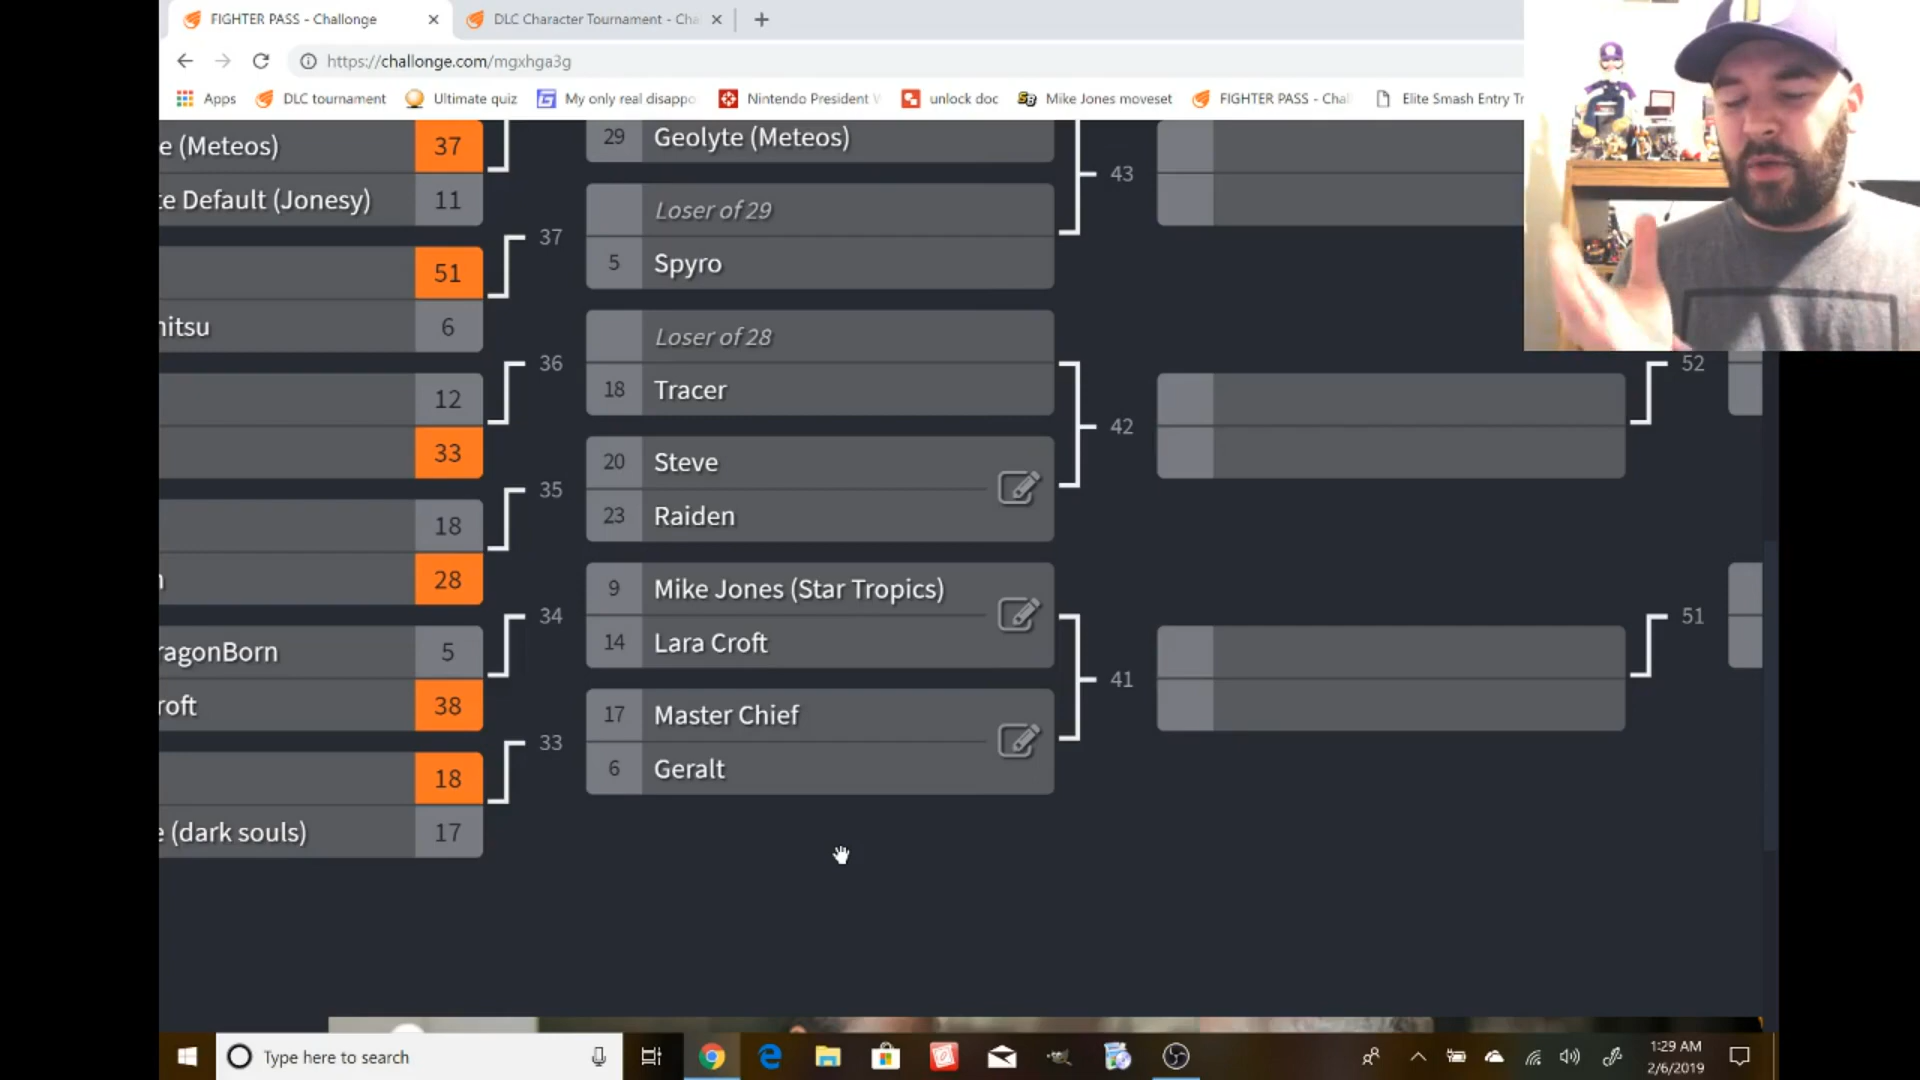 FIGHTER PASS - Challonge
DLC Character Tournament - Cha
https://challonge.com/mgxhga3g
Apps
DLC tournament
Ultimate quiz
My only real disappo
Nintendo President
unlock doc
Mike Jones moveset
FIGHTER PASS - Chal
Elite Smash Entry Tr
e (Meteos) 37
te Default (Jonesy) 11
51
hitsu 6
12
33
18
28
ragonBorn 5
roft 38
18
e (dark souls) 17
29 Geolyte (Meteos)
37
Loser of 29
5 Spyro
36
Loser of 28
18 Tracer
35
20 Steve
23 Raiden
34
9 Mike Jones (Star Tropics)
14 Lara Croft
33
17 Master Chief
6 Geralt
43
42
41
52
51
Type here to search
1:29 AM
2/6/2019